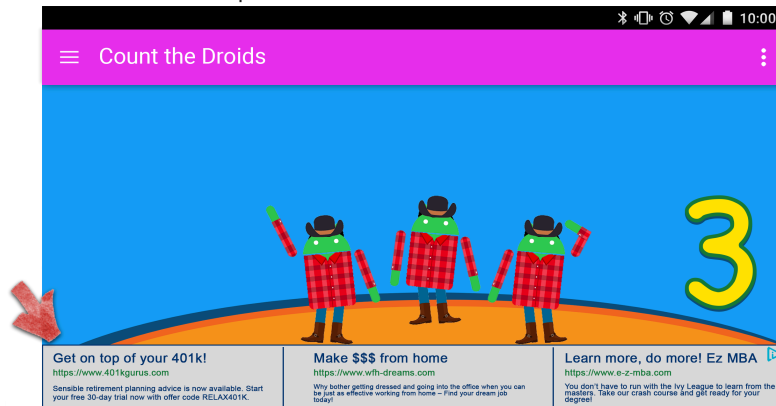 10:00
Count the Droids
3
Get on top of your 401k!
https://www.401kgurus.com
Sensible retirement planning advice is now available. Start
your free 30-day trial now with offer code RELAX401K.
Make $$$ from home
https://www.wfh-dreams.com
Why bother getting dressed and going into the office when you can
be just as effective working from home – Find your dream job
today!
Learn more, do more! Ez MBA
https://www.e-z-mba.com
You don't have to run with the Ivy League to learn from the
masters. Take our crash course and get ready for your
degree!